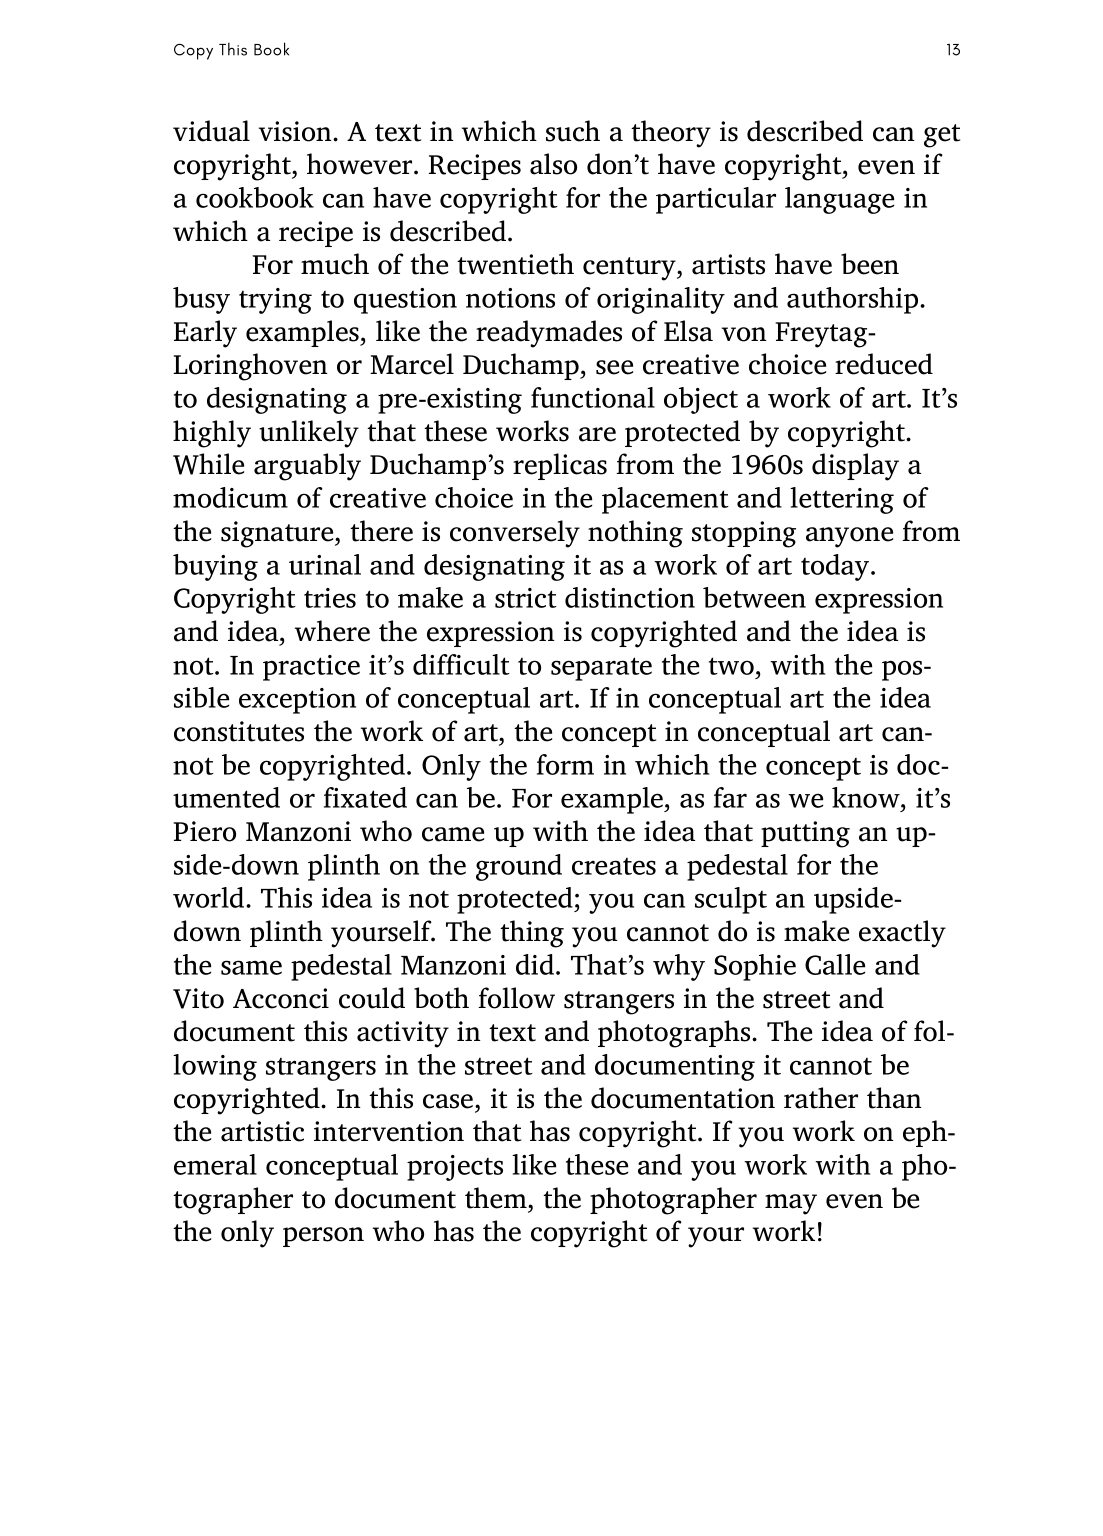 Copy This Book 13
vidual vision. A text in which such a theory is described can get
copyright, however. Recipes also don’t have copyright, even if
a cookbook can have copyright for the particular language in
which a recipe is described.
For much of the twentieth century, artists have been
busy trying to question notions of originality and authorship.
Early examples, like the readymades of Elsa von Freytag-
Loringhoven or Marcel Duchamp, see creative choice reduced
to designating a pre-existing functional object a work of art. It’s
highly unlikely that these works are protected by copyright.
While arguably Duchamp’s replicas from the 1960s display a
modicum of creative choice in the placement and lettering of
the signature, there is conversely nothing stopping anyone from
buying a urinal and designating it as a work of art today.
Copyright tries to make a strict distinction between expression
and idea, where the expression is copyrighted and the idea is
not. In practice it’s difficult to separate the two, with the pos-
sible exception of conceptual art. If in conceptual art the idea
constitutes the work of art, the concept in conceptual art can-
not be copyrighted. Only the form in which the concept is doc-
umented or fixated can be. For example, as far as we know, it’s
Piero Manzoni who came up with the idea that putting an up-
side-down plinth on the ground creates a pedestal for the
world. This idea is not protected; you can sculpt an upside-
down plinth yourself. The thing you cannot do is make exactly
the same pedestal Manzoni did. That’s why Sophie Calle and
Vito Acconci could both follow strangers in the street and
document this activity in text and photographs. The idea of fol-
lowing strangers in the street and documenting it cannot be
copyrighted. In this case, it is the documentation rather than
the artistic intervention that has copyright. If you work on eph-
emeral conceptual projects like these and you work with a pho-
tographer to document them, the photographer may even be
the only person who has the copyright of your work!